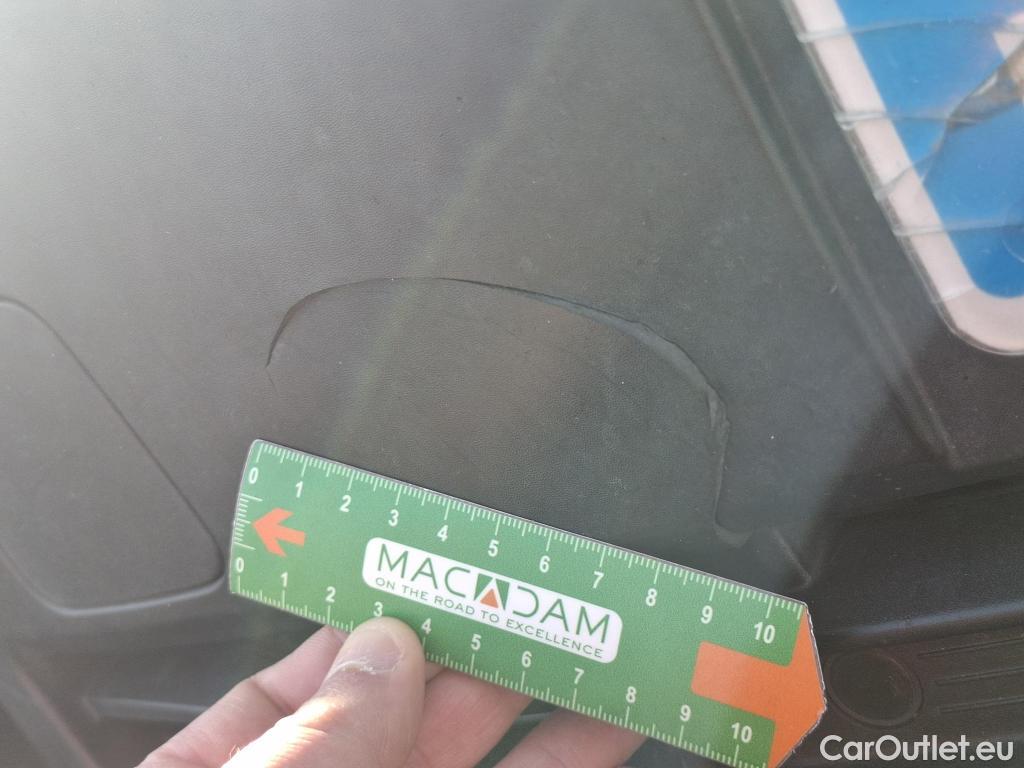 0 1 2 3 4 5 6 7 8 9 10
MACADAM
ON THE ROAD TO EXCELLENCE
0 1 2 3 4 5 6 7 8 9 10
CarOutlet.eu